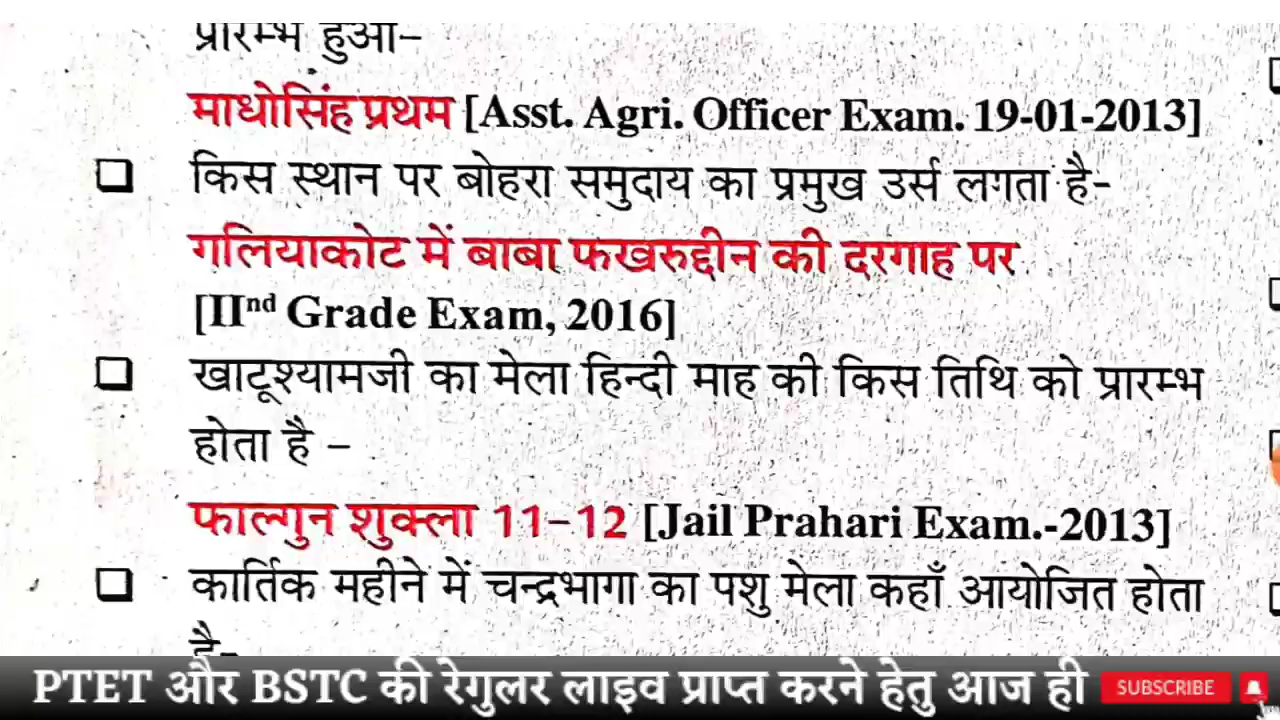 प्रारम्भ हुआ–
माधोसिंह प्रथम [Asst. Agri. Officer Exam. 19-01-2013]
❑ किस स्थान पर बोहरा समुदाय का प्रमुख उर्स लगता है-
गलियाकोट में बाबा फखरुद्दीन की दरगाह पर
[IInd Grade Exam, 2016]
❑ खाटूश्यामजी का मेला हिन्दी माह की किस तिथि को प्रारम्भ
होता है –
फाल्गुन शुक्ला 11–12 [Jail Prahari Exam.-2013]
❑ कार्तिक महीने में चन्द्रभागा का पशु मेला कहाँ आयोजित होता
है-
PTET और BSTC की रेगुलर लाइव प्राप्त करने हेतु आज ही SUBSCRIBE